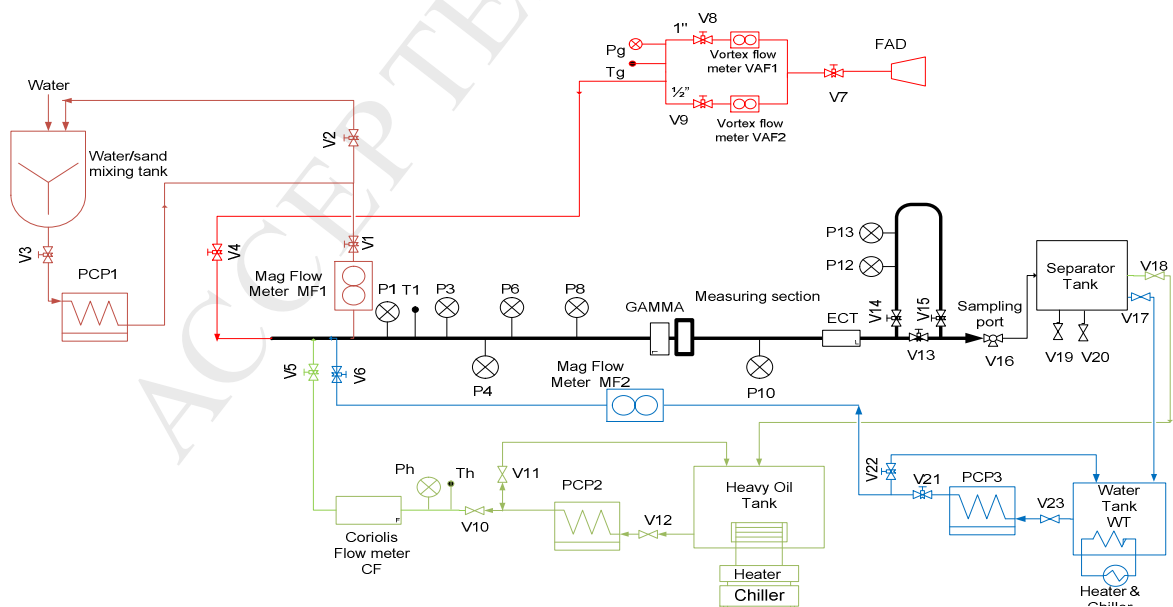 ACCEPTE
1"
V8
Pg
Tg
Vortex flow
meter VAF1
FAD
V7
½"
V9
Vortex flow
meter VAF2
Water
V2
Water/sand
mixing tank
V3
PCP1
V4
V1
Mag Flow
Meter MF1
P1
T1
P3
P6
P8
GAMMA
Measuring section
P13
P12
V14
V15
ECT
V13
Sampling
port
V16
Separator
Tank
V18
V17
V19
V20
V5
V6
P4
Mag Flow
Meter MF2
P10
Ph
Th
V11
V10
PCP2
V12
Coriolis
Flow meter
CF
F
Heavy Oil
Tank
Heater
Chiller
V22
V21
PCP3
V23
Water
Tank
WT
Heater &
Chiller